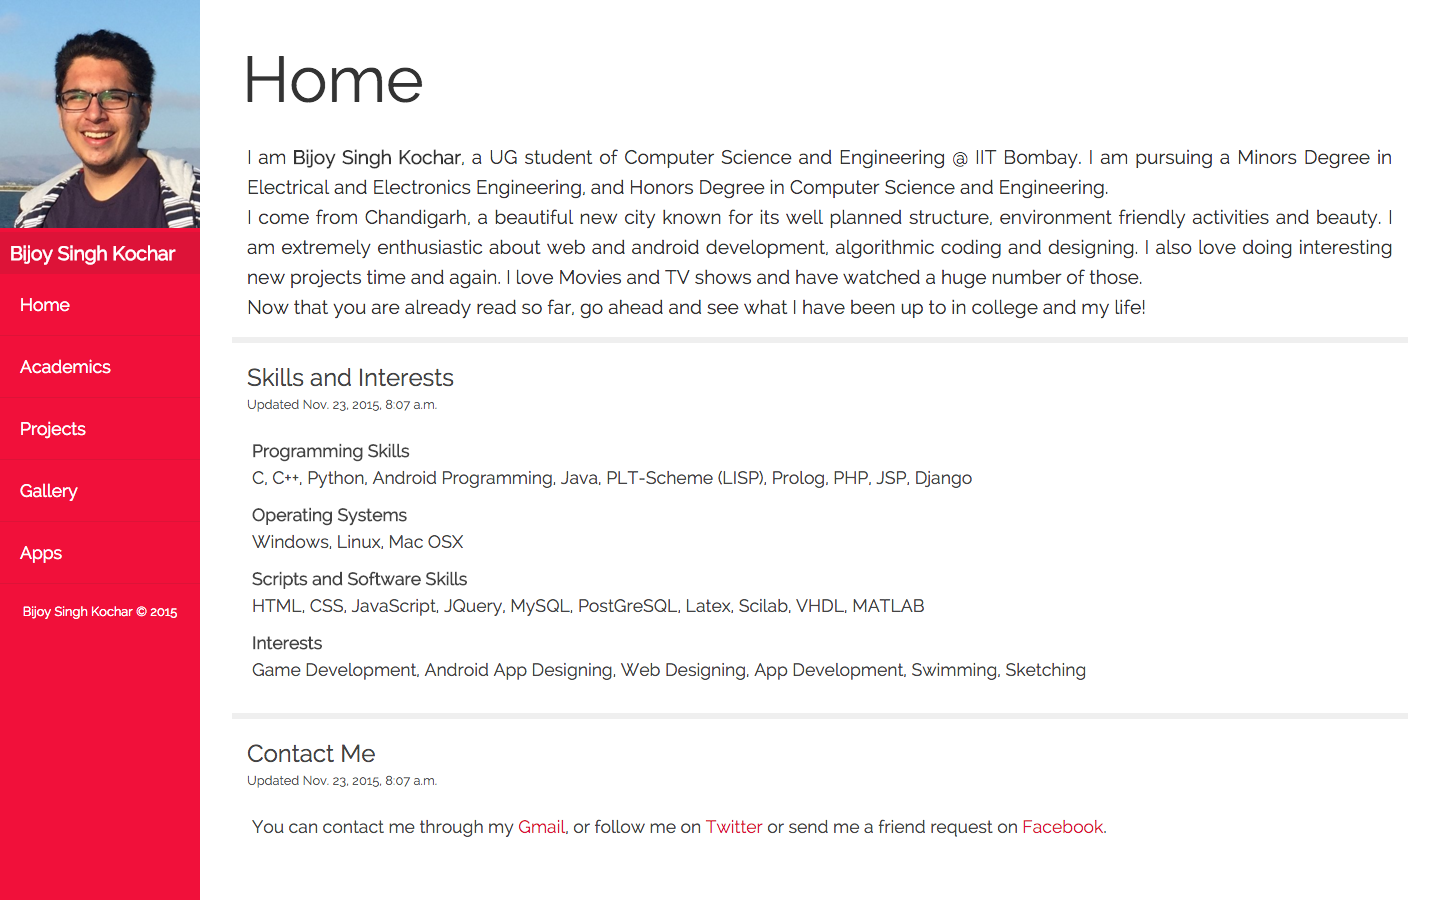 Bijoy Singh Kochar
Home
Academics
Projects
Gallery
Apps
Bijoy Singh Kochar © 2015
Home
I am Bijoy Singh Kochar, a UG student of Computer Science and Engineering @ IIT Bombay. I am pursuing a Minors Degree in
Electrical and Electronics Engineering, and Honors Degree in Computer Science and Engineering.
I come from Chandigarh, a beautiful new city known for its well planned structure, environment friendly activities and beauty. I
am extremely enthusiastic about web and android development, algorithmic coding and designing. I also love doing interesting
new projects time and again. I love Movies and TV shows and have watched a huge number of those.
Now that you are already read so far, go ahead and see what I have been up to in college and my life!
Skills and Interests
Updated Nov. 23, 2015, 8:07 a.m.
Programming Skills
C, C++, Python, Android Programming, Java, PLT-Scheme (LISP), Prolog, PHP, JSP, Django
Operating Systems
Windows, Linux, Mac OSX
Scripts and Software Skills
HTML, CSS, JavaScript, JQuery, MySQL, PostGreSQL, Latex, Scilab, VHDL, MATLAB
Interests
Game Development, Android App Designing, Web Designing, App Development, Swimming, Sketching
Contact Me
Updated Nov. 23, 2015, 8:07 a.m.
You can contact me through my Gmail, or follow me on Twitter or send me a friend request on Facebook.